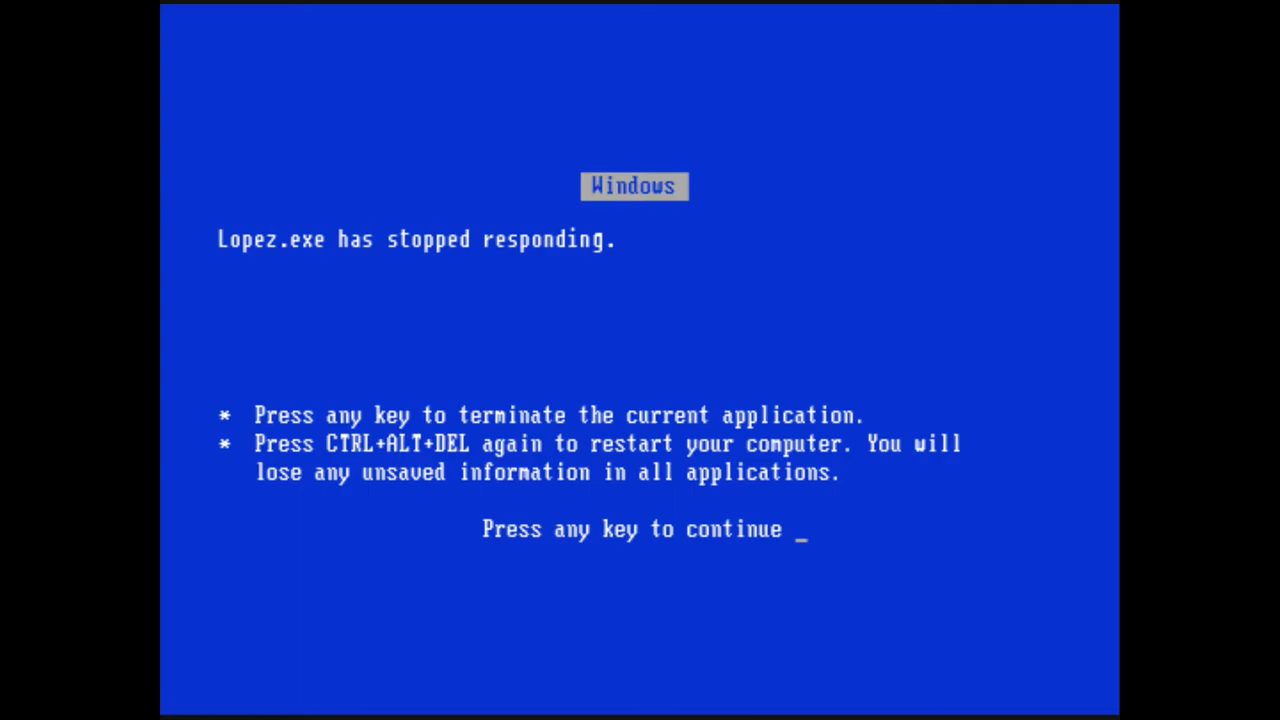 Windows
Lopez.exe has stopped responding.
* Press any key to terminate the current application.
* Press CTRL+ALT+DEL again to restart your computer. You will
lose any unsaved information in all applications.
Press any key to continue _